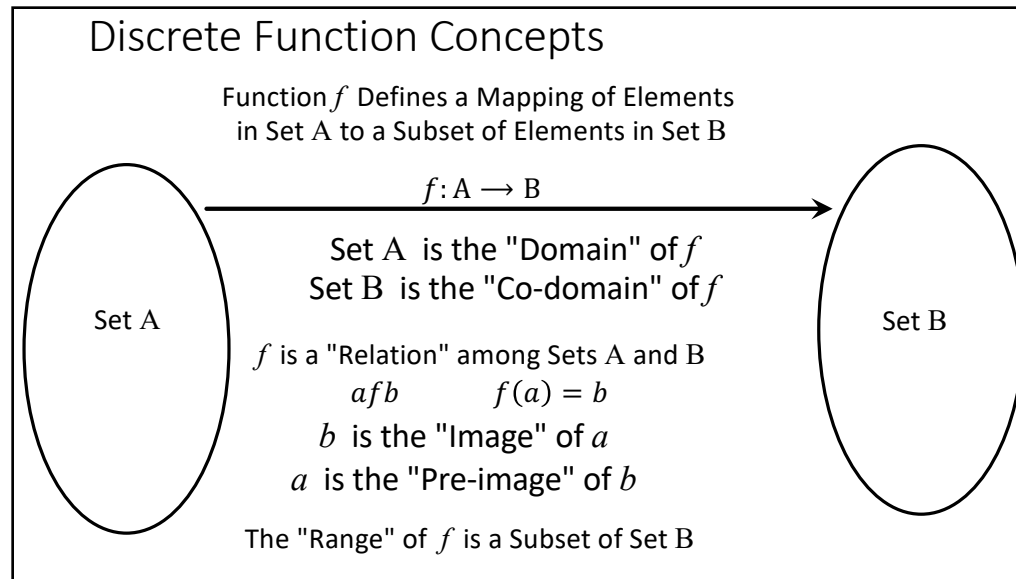 Discrete Function Concepts
Function f Defines a Mapping of Elements
in Set A to a Subset of Elements in Set B
f: A ⟶ B
Set A is the "Domain" of f
Set B is the "Co-domain" of f
Set A
Set B
f is a "Relation" among Sets A and B
afb f(a) = b
b is the "Image" of a
a is the "Pre-image" of b
The "Range" of f is a Subset of Set B